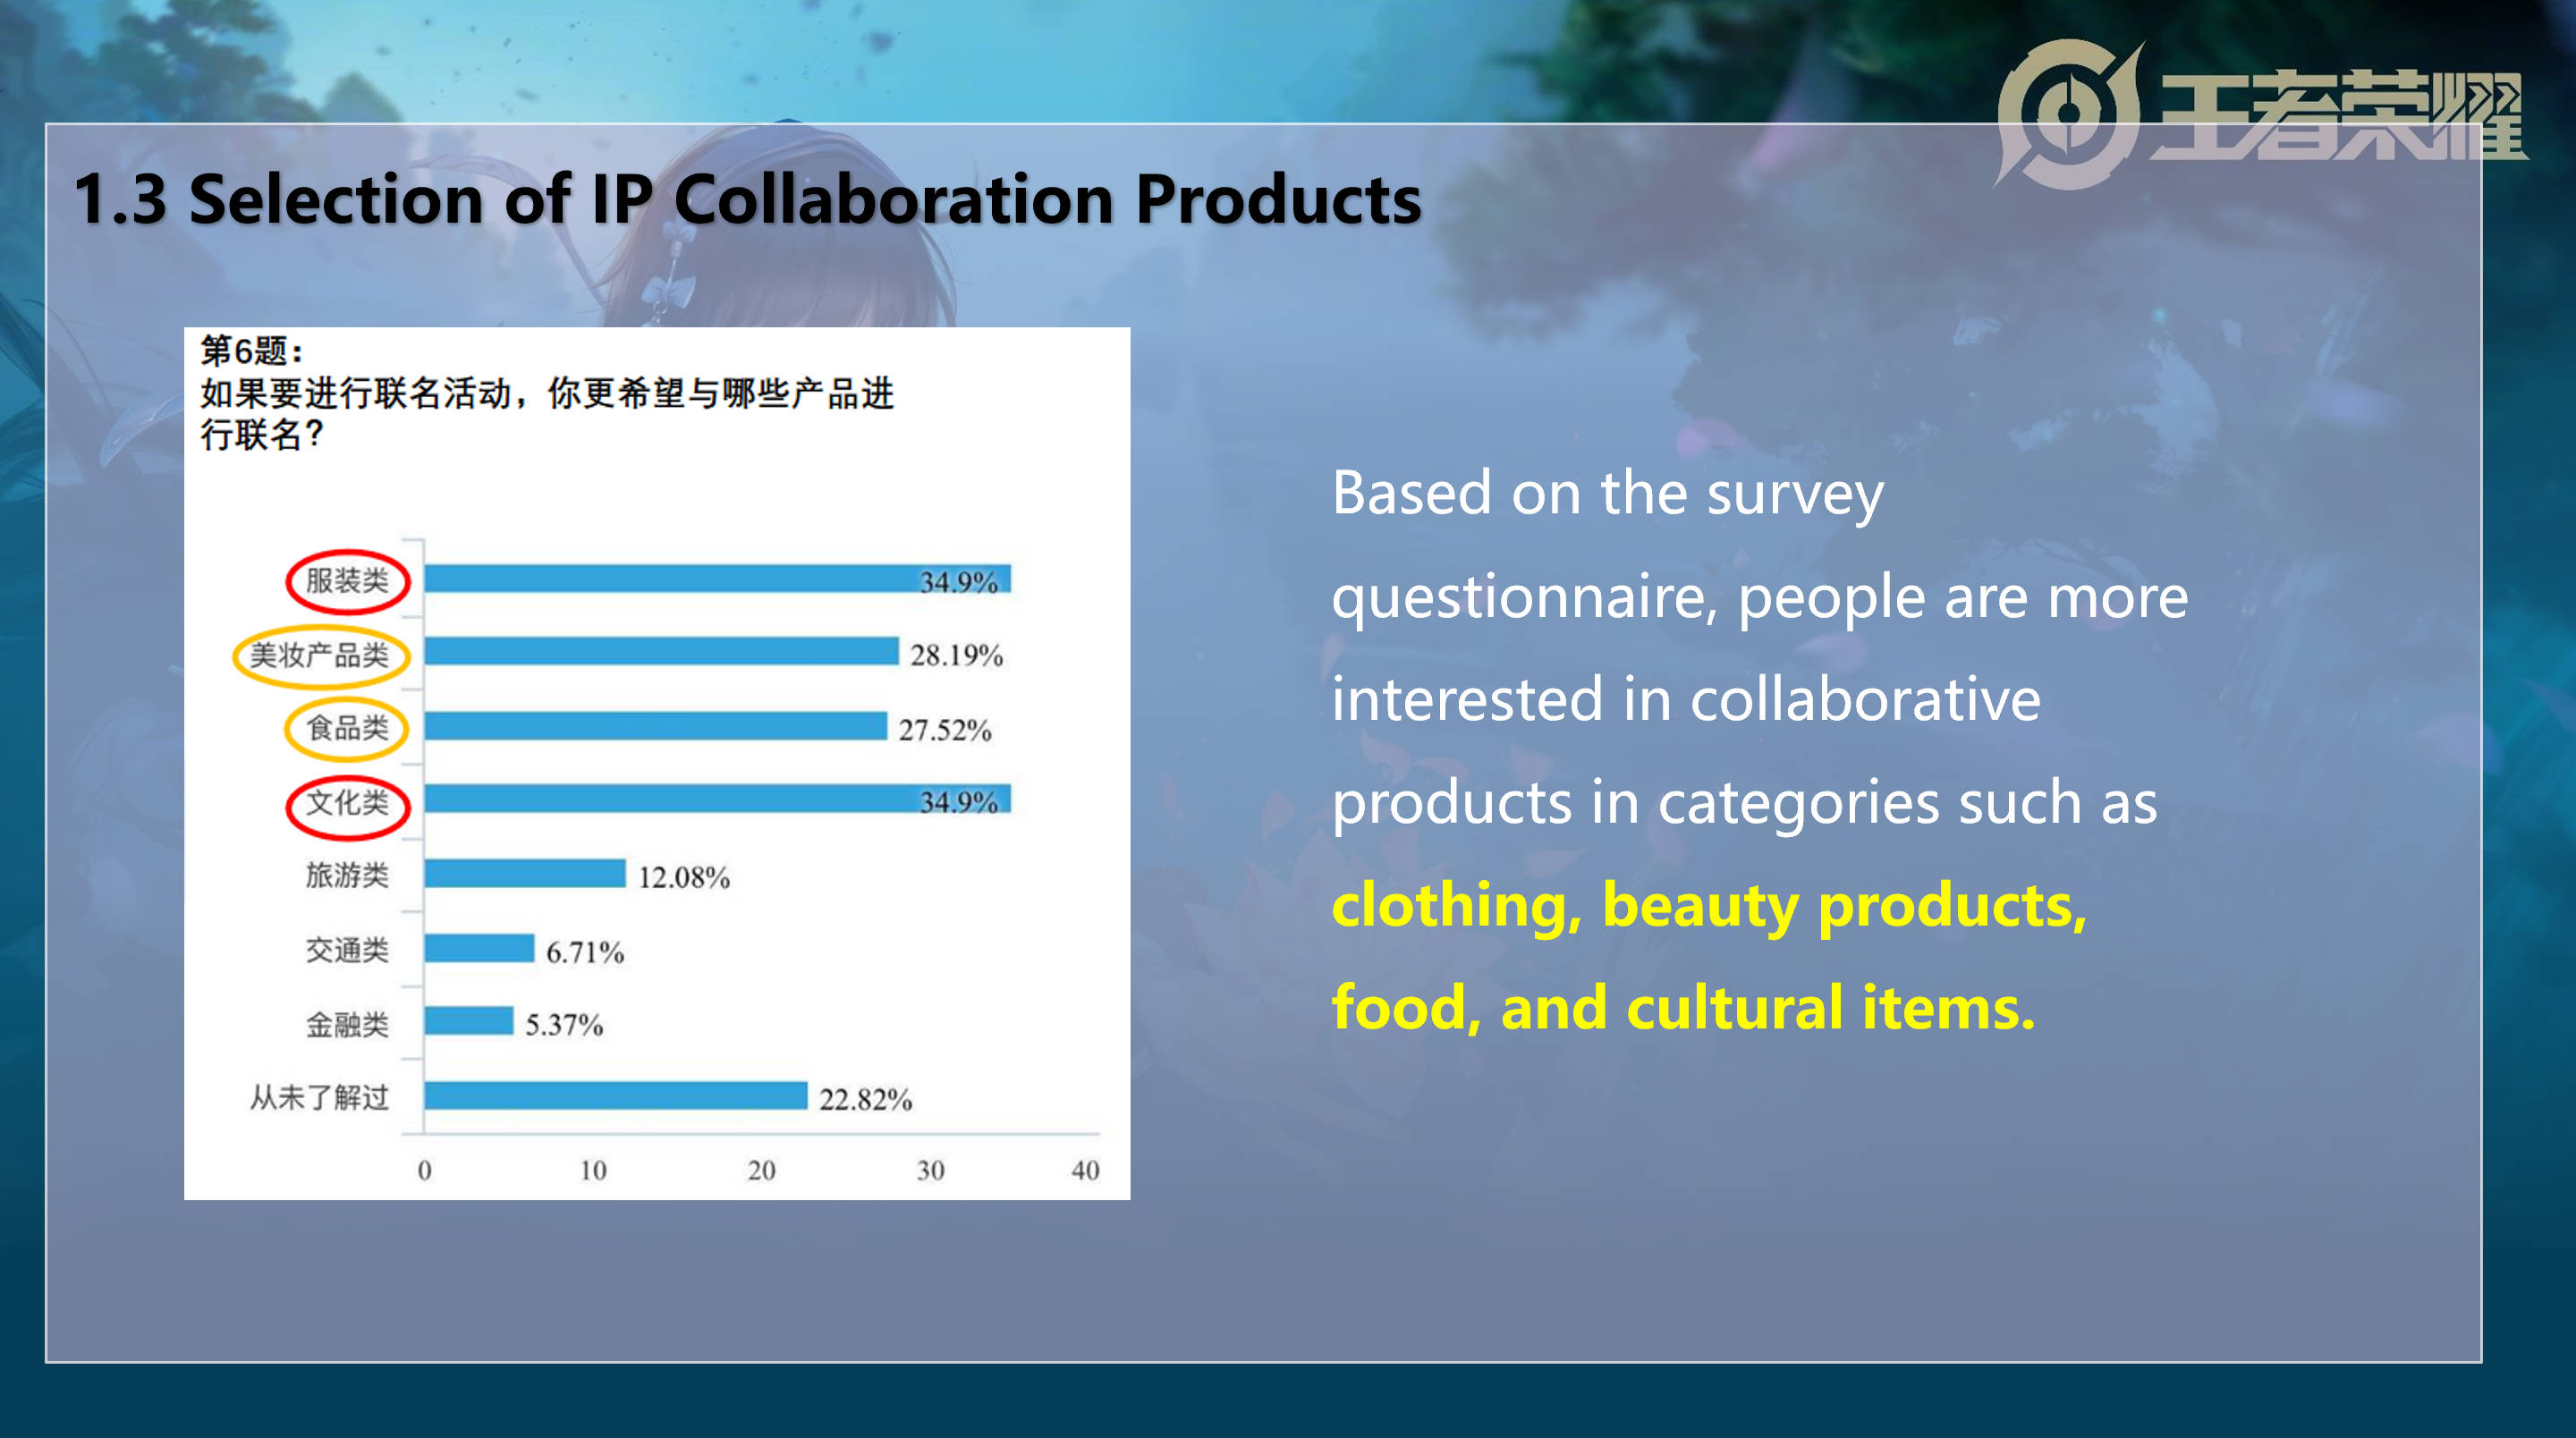 王者荣耀
1.3 Selection of IP Collaboration Products
第6题：
如果要进行联名活动，你更希望与哪些产品进
行联名？
服装类 34.9%
美妆产品类 28.19%
食品类 27.52%
文化类 34.9%
旅游类 12.08%
交通类 6.71%
金融类 5.37%
从未了解过 22.82%
0 10 20 30 40
Based on the survey
questionnaire, people are more
interested in collaborative
products in categories such as
clothing, beauty products,
food, and cultural items.